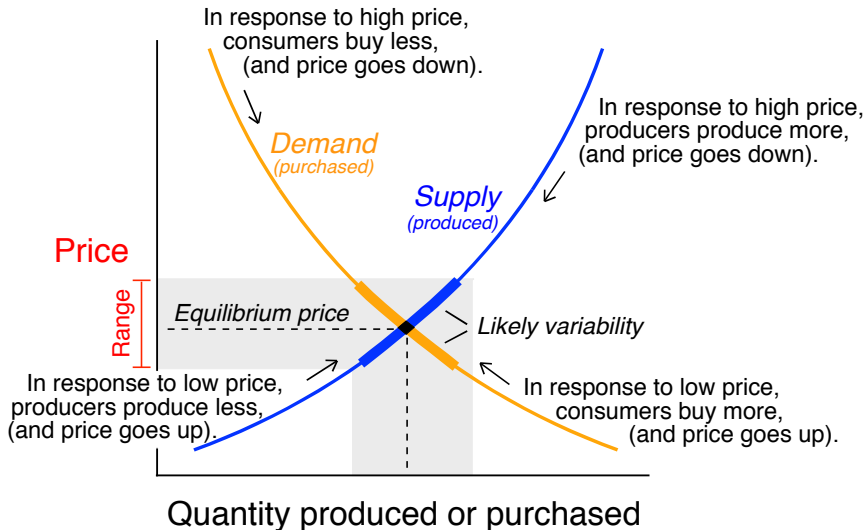 In response to high price,
consumers buy less,
(and price goes down).
In response to high price,
producers produce more,
(and price goes down).
Demand
(purchased)
Supply
(produced)
Price
Range
Equilibrium price
Likely variability
In response to low price,
producers produce less,
(and price goes up).
In response to low price,
consumers buy more,
(and price goes up).
Quantity produced or purchased